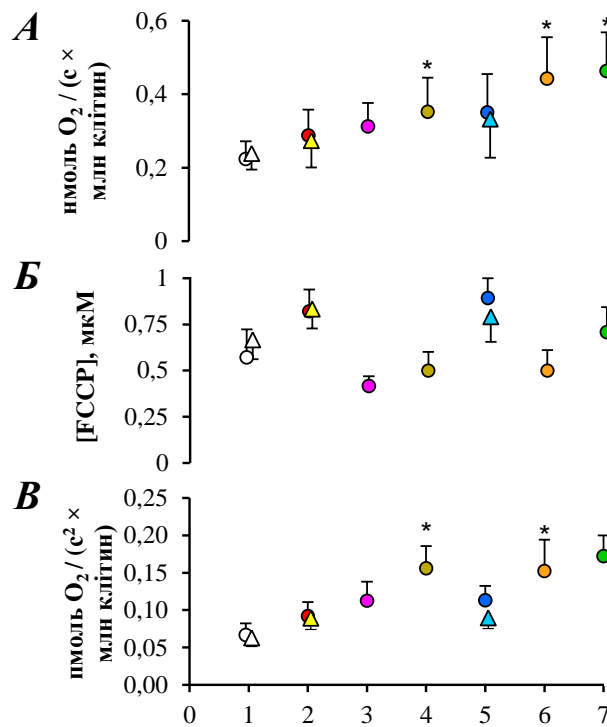 А
нмоль O₂ / (с ×
млн клітин)
0,6
0,4
0,2
0
*
*
*
Б
[FCCP], мкМ
1
0,75
0,5
0,25
0
В
пмоль O₂ / (с² ×
млн клітин)
0,25
0,20
0,15
0,10
0,05
0,00
*
*
0 1 2 3 4 5 6 7